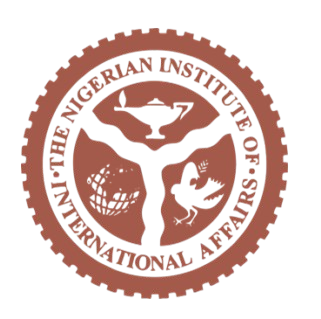 ·THE NIGERIAN INSTITUTE OF·
INTERNATIONAL AFFAIRS